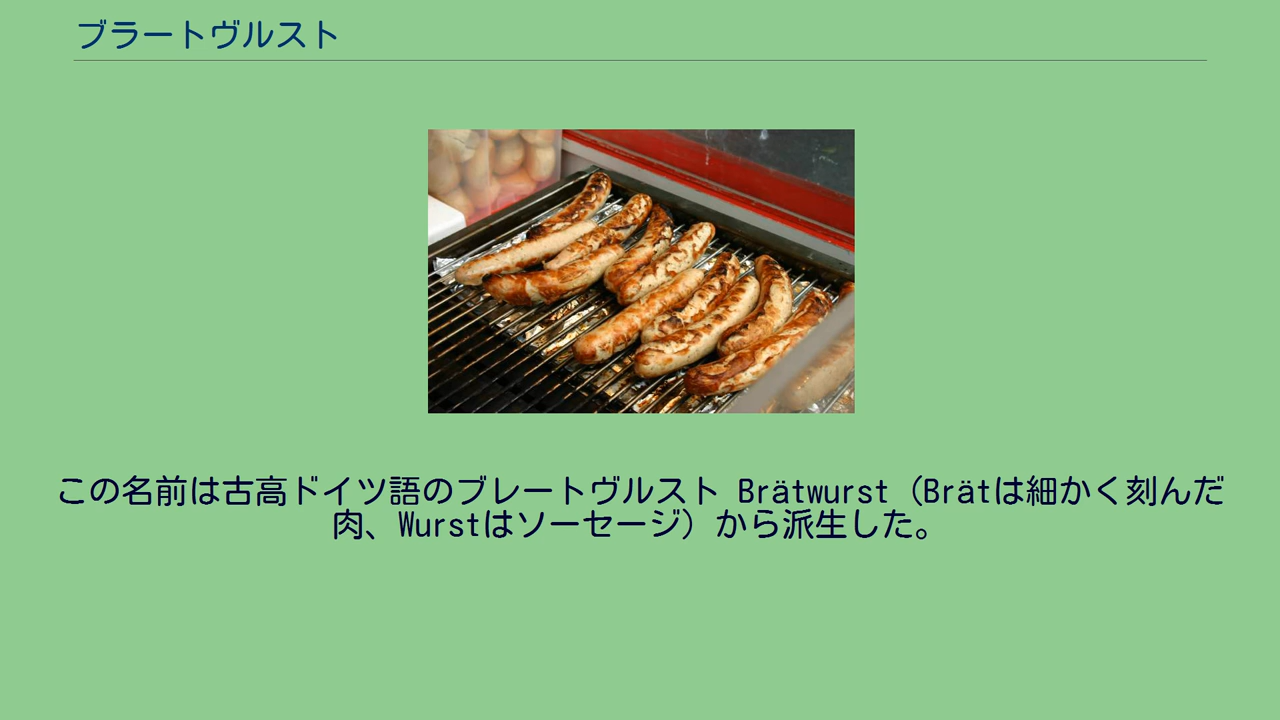 ブラートヴルスト
この名前は古高ドイツ語のブレートヴルスト Brätwurst（Brätは細かく刻んだ
肉、Wurstはソーセージ）から派生した。